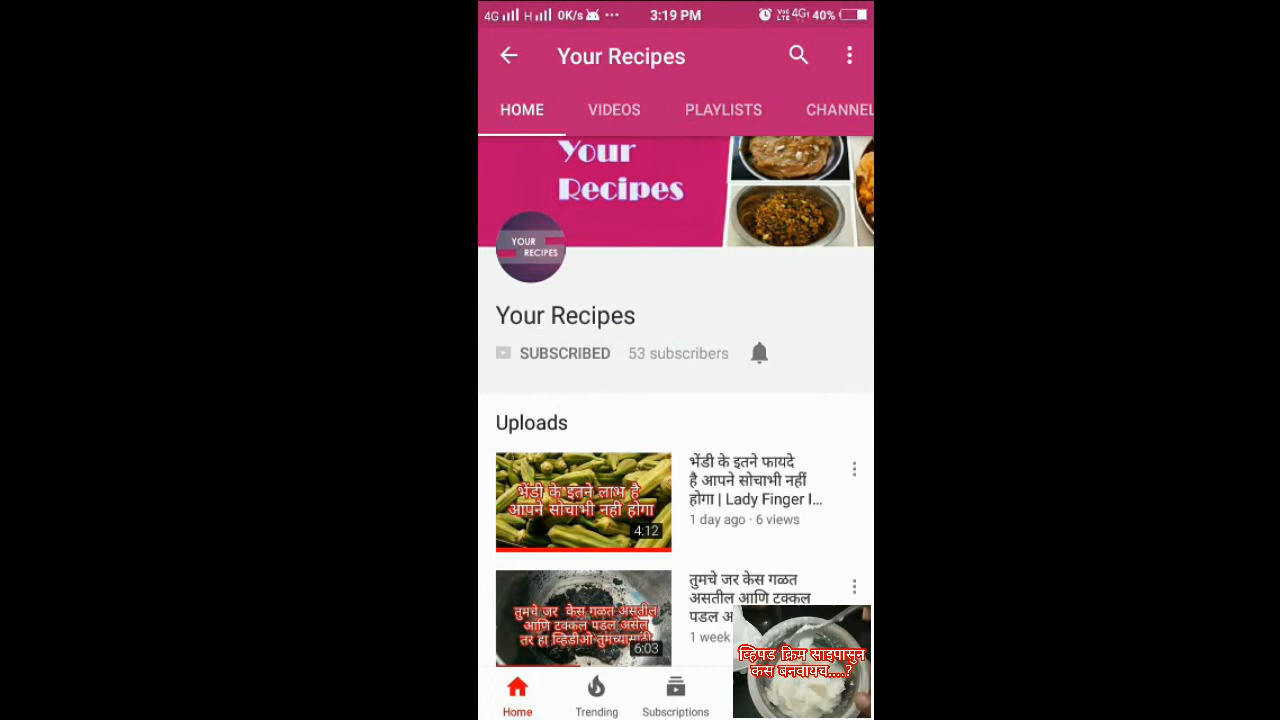 4G H 0K/s ... 3:19 PM VoLTE 4G 40%
Your Recipes
HOME VIDEOS PLAYLISTS CHANNEL
Your
Recipes
YOUR
RECIPES
Your Recipes
SUBSCRIBED 53 subscribers
Uploads
भेंडी के इतने लाभ है
आपने सोचाभी नही होगा
4:12
भेंडी के इतने फायदे
है आपने सोचाभी नहीं
होगा | Lady Finger I...
1 day ago · 6 views
तुमचे जर केस गळत असतील
आणि टक्कल पडल असेल
तर हा व्हिडीओ तुमच्यासाठी
6:03
तुमचे जर केस गळत
असतील आणि टक्कल
पडल
1 week
व्हिपड क्रिम साइपासुन
कस बनवायच....?
Home Trending Subscriptions